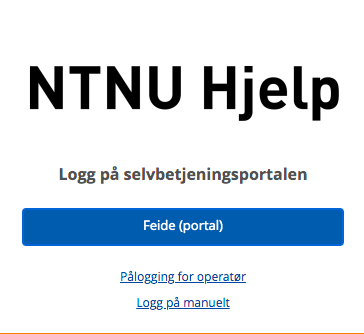 NTNU Hjelp
Logg på selvbetjeningsportalen
Feide (portal)
Pålogging for operatør
Logg på manuelt